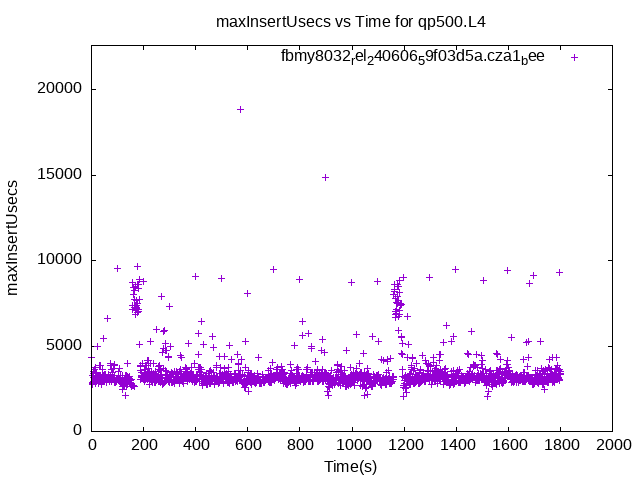 maxInsertUsecs vs Time for qp500.L4
fbmy8032rel24060659f03d5a.cza1bee
maxInsertUsecs
20000
15000
10000
5000
0
0 200 400 600 800 1000 1200 1400 1600 1800 2000
Time(s)